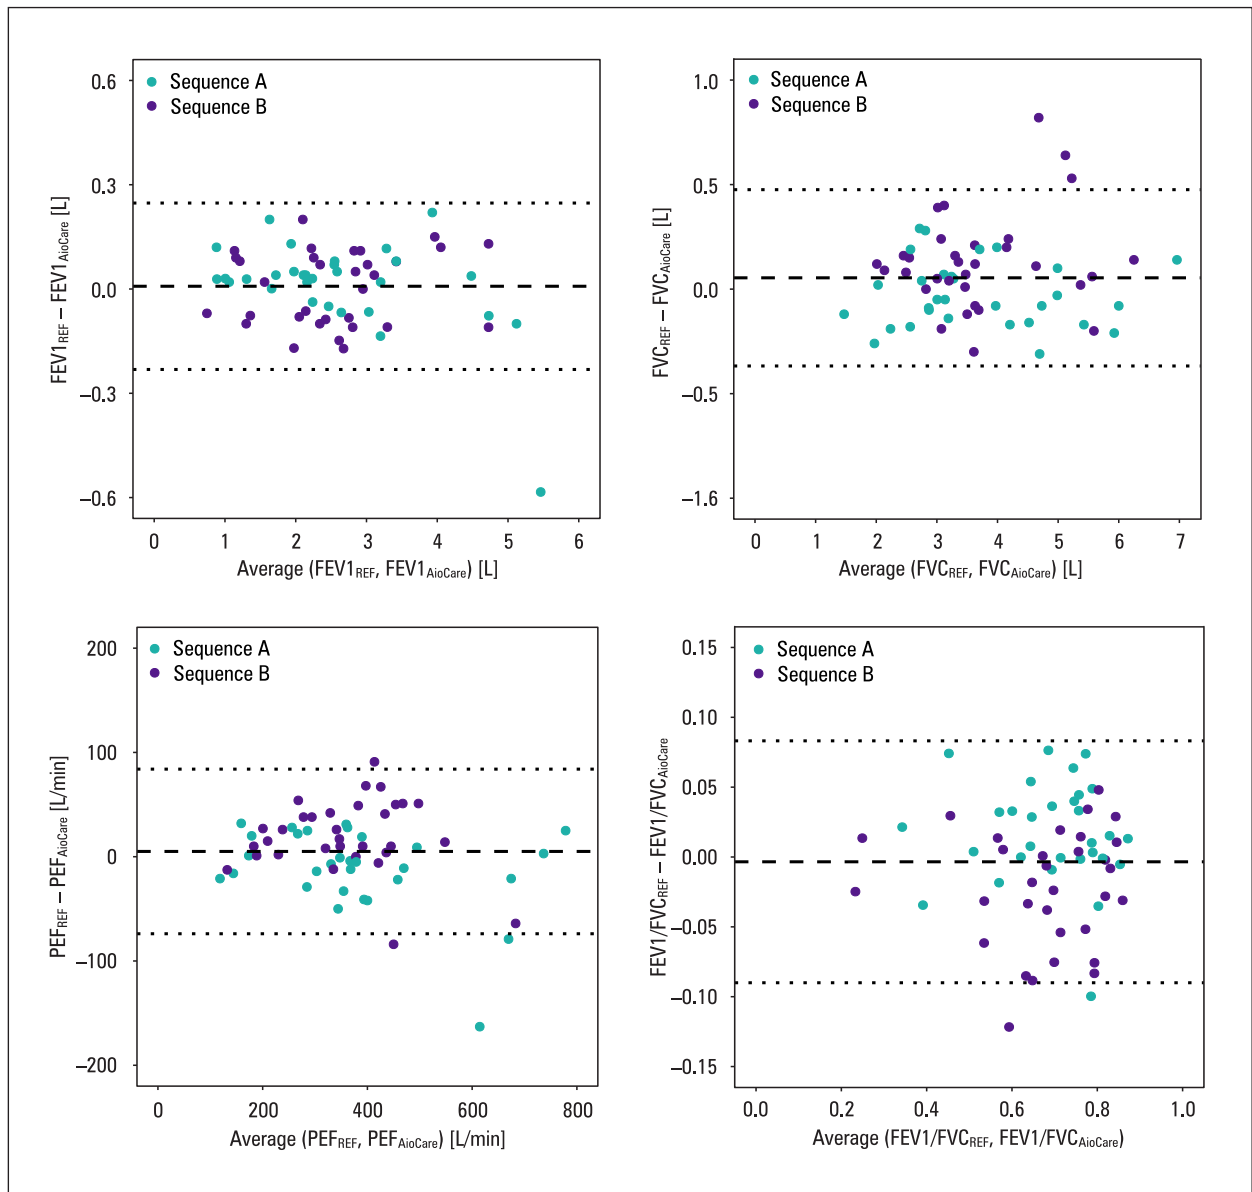 Sequence A
Sequence B
0.6
0.3
0.0
–0.3
–0.6
FEV1REF – FEV1AioCare [L]
0 1 2 3 4 5 6
Average (FEV1REF, FEV1AioCare) [L]
Sequence A
Sequence B
1.0
0.5
0.0
–0.5
–1.6
FVCREF – FVCAioCare [L]
0 1 2 3 4 5 6 7
Average (FVCREF, FVCAioCare) [L]
Sequence A
Sequence B
200
100
0
–100
–200
PEFREF – PEFAioCare [L/min]
0 200 400 600 800
Average (PEFREF, PEFAioCare) [L/min]
Sequence A
Sequence B
0.15
0.10
0.05
0.00
–0.05
–0.10
–0.15
FEV1/FVCREF – FEV1/FVCAioCare
0.0 0.2 0.4 0.6 0.8 1.0
Average (FEV1/FVCREF, FEV1/FVCAioCare)